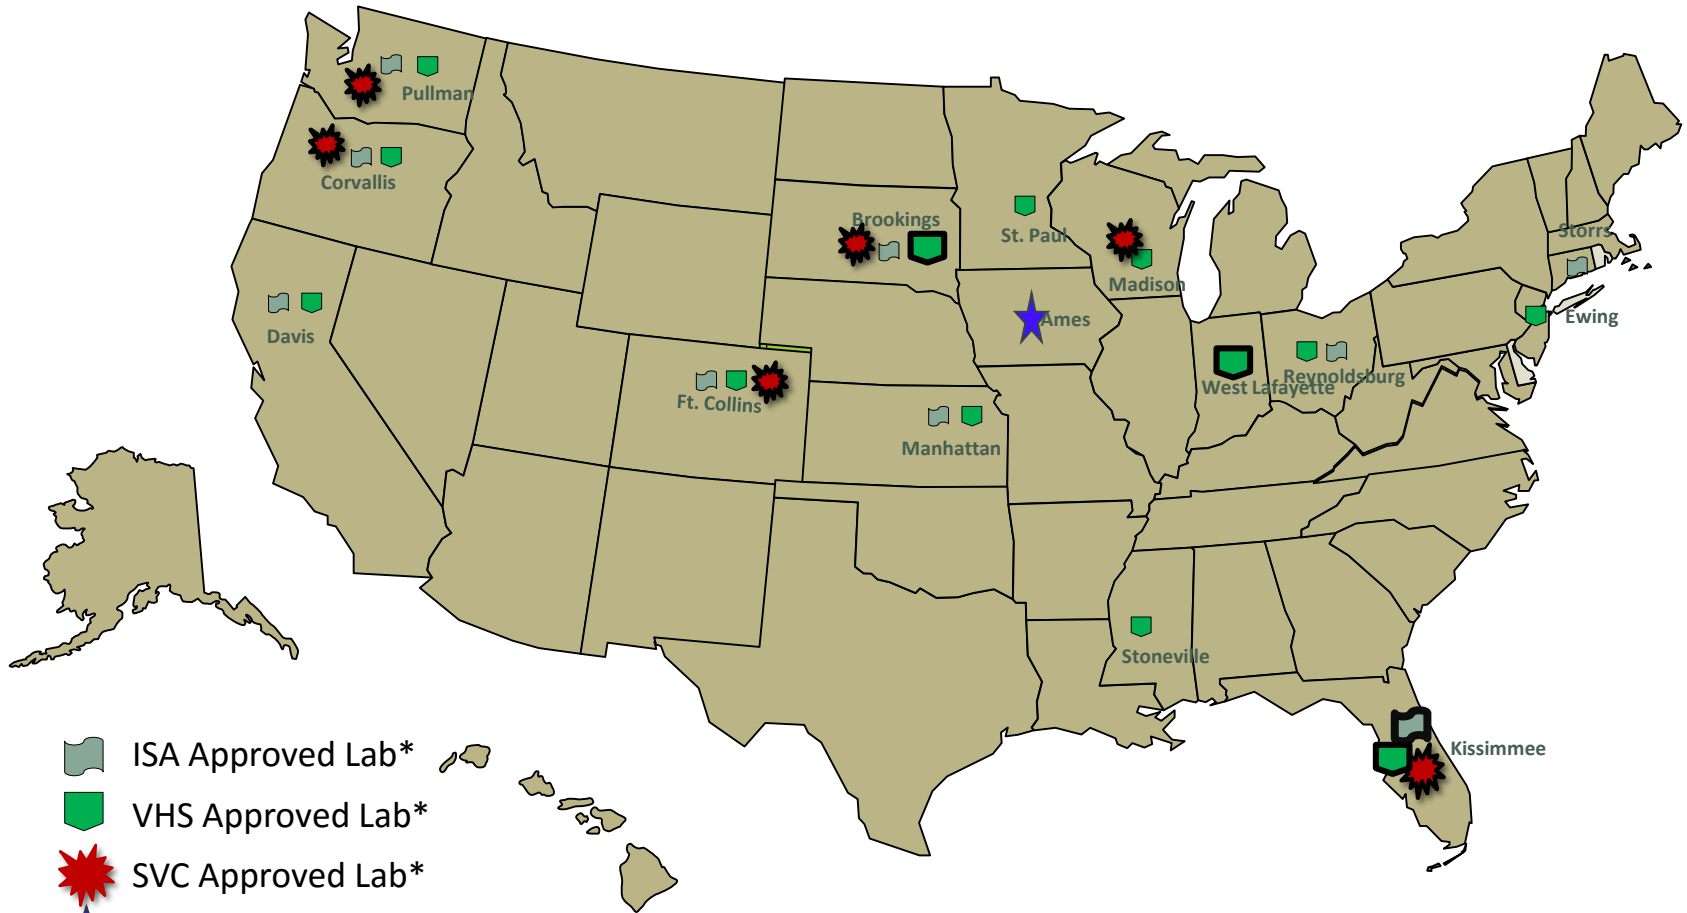 Pullman
Corvallis
Brookings
St. Paul
Storrs
Madison
Davis
Ames
Ewing
Ft. Collins
West Lafayette
Reynoldsburg
Manhattan
Stoneville
Kissimmee
ISA Approved Lab*
VHS Approved Lab*
SVC Approved Lab*